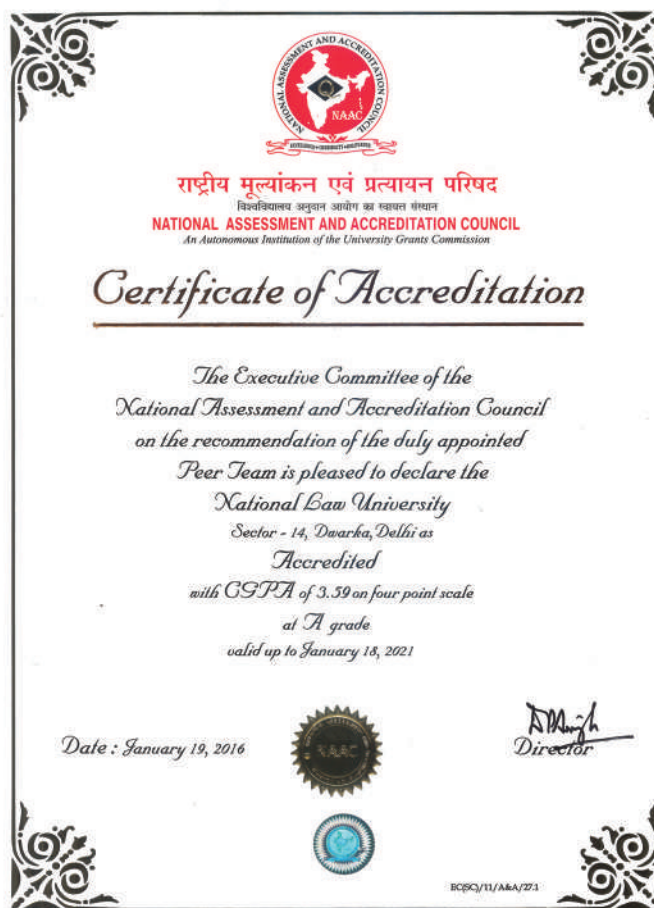 NATIONAL ASSESSMENT AND ACCREDITATION COUNCIL
Q
NAAC
राष्ट्रीय मूल्यांकन एवं प्रत्यायन परिषद
विश्वविद्यालय अनुदान आयोग का स्वायत्त संस्थान
NATIONAL ASSESSMENT AND ACCREDITATION COUNCIL
An Autonomous Institution of the University Grants Commission
Certificate of Accreditation
The Executive Committee of the
National Assessment and Accreditation Council
on the recommendation of the duly appointed
Peer Team is pleased to declare the
National Law University
Sector - 14, Dwarka, Delhi as
Accredited
with CGPA of 3.59 on four point scale
at A grade
valid up to January 18, 2021
Date : January 19, 2016
NAAC
Director
EC(SC)/11/A&A/27.1